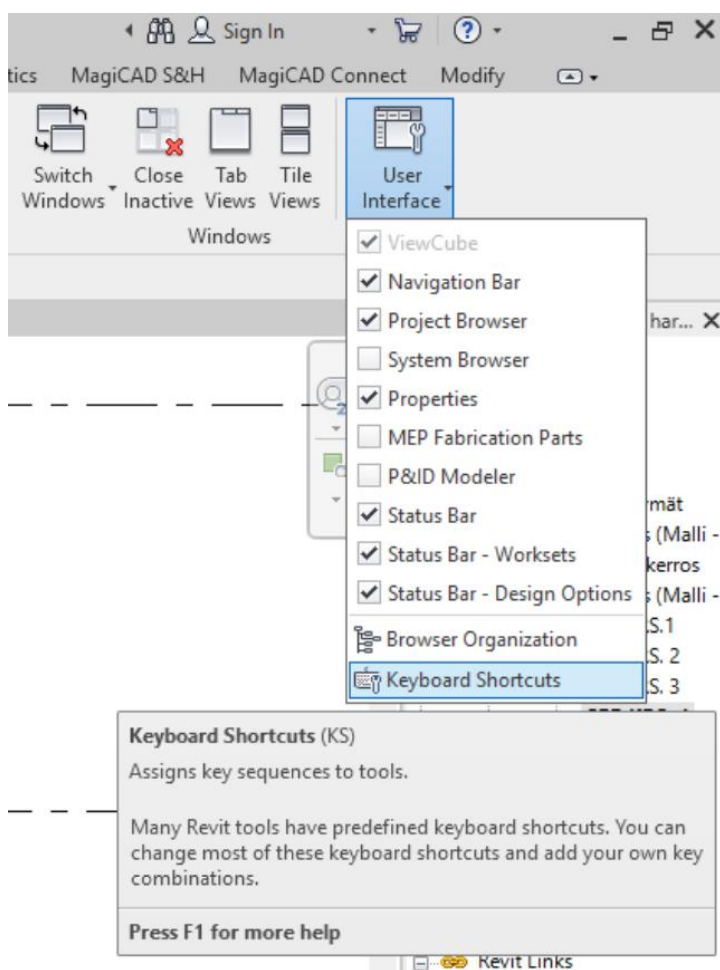 Sign In
tics MagiCAD S&H MagiCAD Connect Modify
Switch Windows
Close Inactive
Tab Views
Tile Views
User Interface
Windows
ViewCube
Navigation Bar
Project Browser
har...
System Browser
Properties
MEP Fabrication Parts
P&ID Modeler
Status Bar
mät
Status Bar - Worksets
(Malli -
kerros
Status Bar - Design Options
(Malli -
S.1
Browser Organization
S. 2
Keyboard Shortcuts
S. 3
Keyboard Shortcuts (KS)
Assigns key sequences to tools.
Many Revit tools have predefined keyboard shortcuts. You can
change most of these keyboard shortcuts and add your own key
combinations.
Press F1 for more help
Revit Links